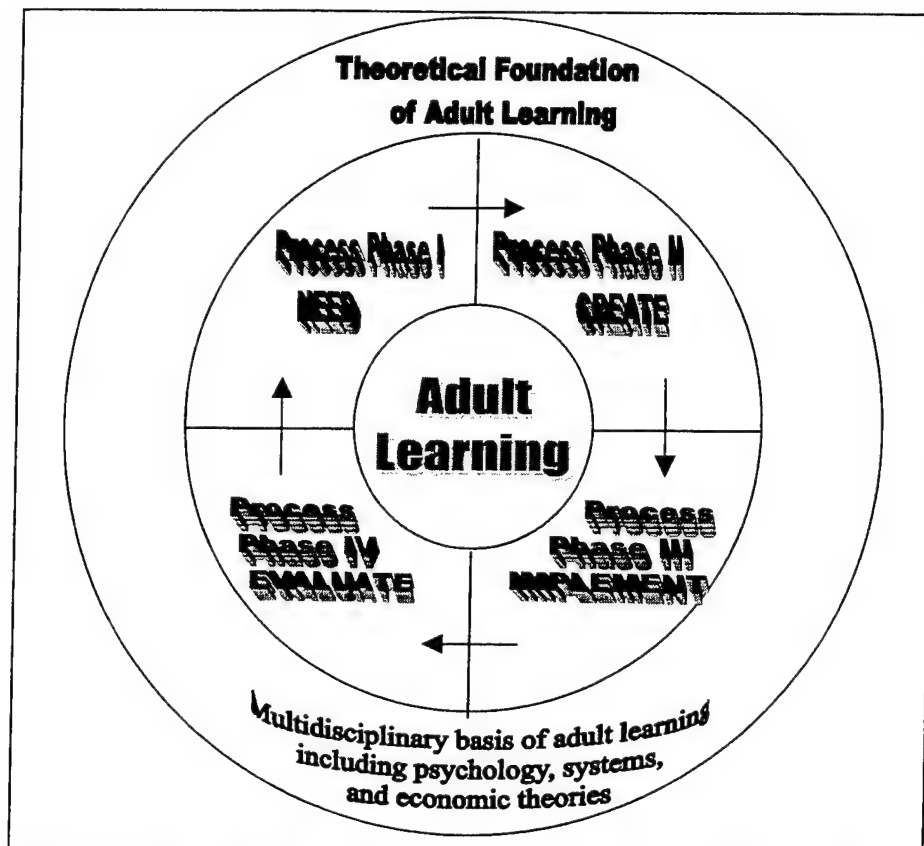 Theoretical Foundation
of Adult Learning
Process Phase I
NEED
Process Phase II
CREATE
Adult
Learning
Process
Phase IV
EVALUATE
Process
Phase III
IMPLEMENT
Multidisciplinary basis of adult learning
including psychology, systems,
and economic theories